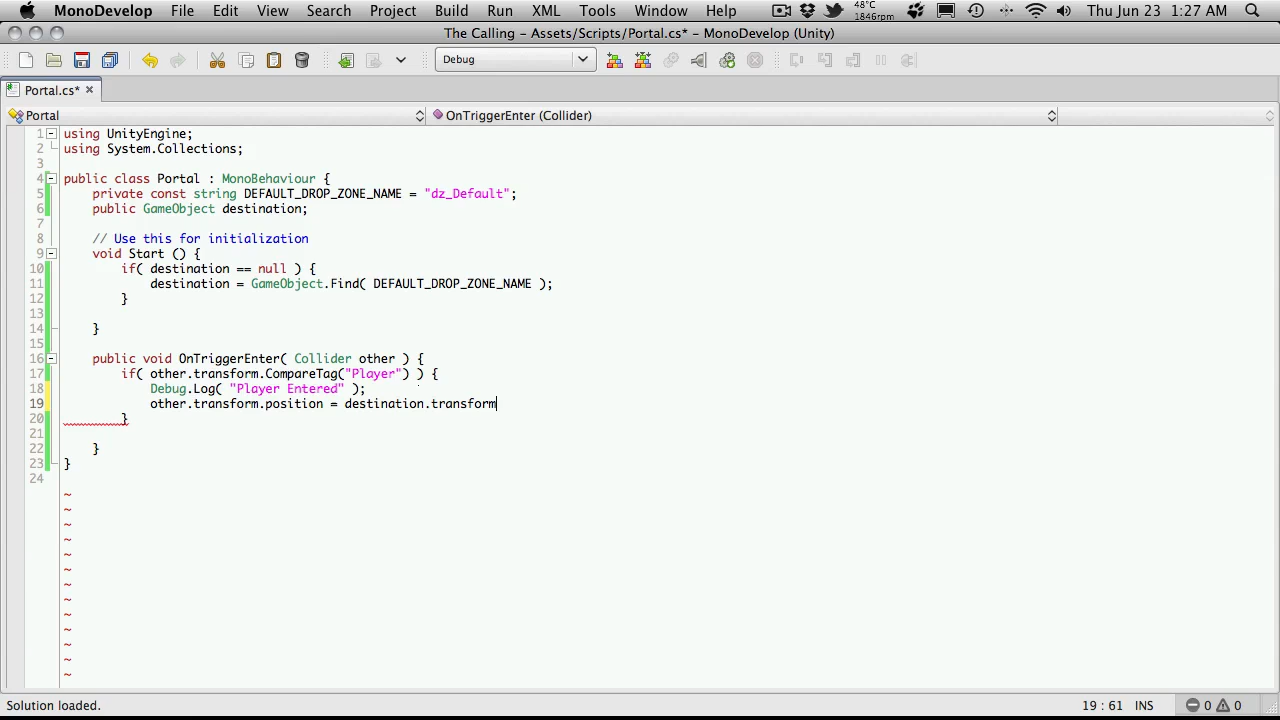 MonoDevelop File Edit View Search Project Build Run XML Tools Window Help 48°C 1846rpm Thu Jun 23 1:27 AM
The Calling - Assets/Scripts/Portal.cs* - MonoDevelop (Unity)
Debug
Portal.cs* ×
Portal OnTriggerEnter (Collider)
1 using UnityEngine;
2 using System.Collections;
3
4 public class Portal : MonoBehaviour {
5 private const string DEFAULT_DROP_ZONE_NAME = "dz_Default";
6 public GameObject destination;
7
8 // Use this for initialization
9 void Start () {
10 if( destination == null ) {
11 destination = GameObject.Find( DEFAULT_DROP_ZONE_NAME );
12 }
13
14 }
15
16 public void OnTriggerEnter( Collider other ) {
17 if( other.transform.CompareTag("Player") ) {
18 Debug.Log( "Player Entered" );
19 other.transform.position = destination.transform
20 }
21
22 }
23 }
24
~
~
~
~
~
~
~
~
~
~
~
~
~
Solution loaded. 19 : 61 INS 0 0